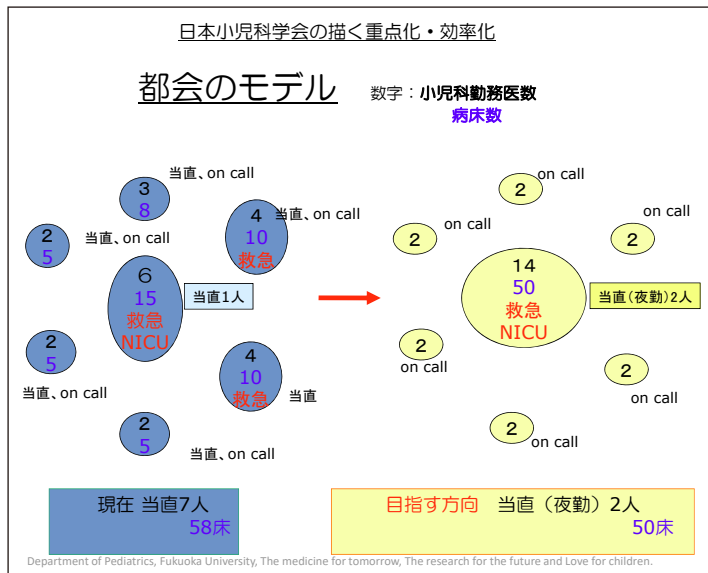 日本小児科学会の描く重点化・効率化
都会のモデル
数字：小児科勤務医数
病床数
当直、on call
3
8
当直、on call
4
10
救急
当直、on call
2
5
6
15
救急
NICU
当直1人
2
5
当直、on call
4
10
救急
当直
2
5
当直、on call
現在 当直7人
58床
on call
2
on call
2
on call
2
14
50
救急
NICU
当直(夜勤)2人
2
on call
2
on call
2
on call
目指す方向 当直（夜勤）2人
50床
Department of Pediatrics, Fukuoka University, The medicine for tomorrow, The research for the future and Love for children.